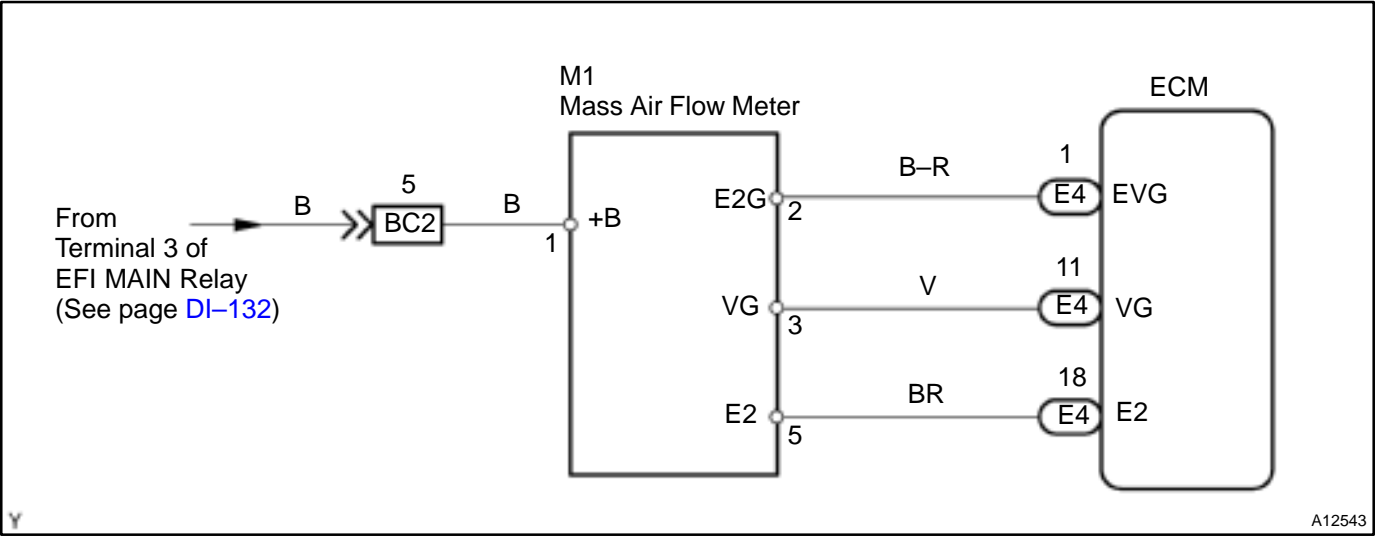 M1
Mass Air Flow Meter
ECM
From
Terminal 3 of
EFI MAIN Relay
(See page DI–132)
B
5
BC2
B
1
+B
E2G
2
B–R
1
E4
EVG
VG
3
V
11
E4
VG
E2
5
BR
18
E4
E2
Y
A12543